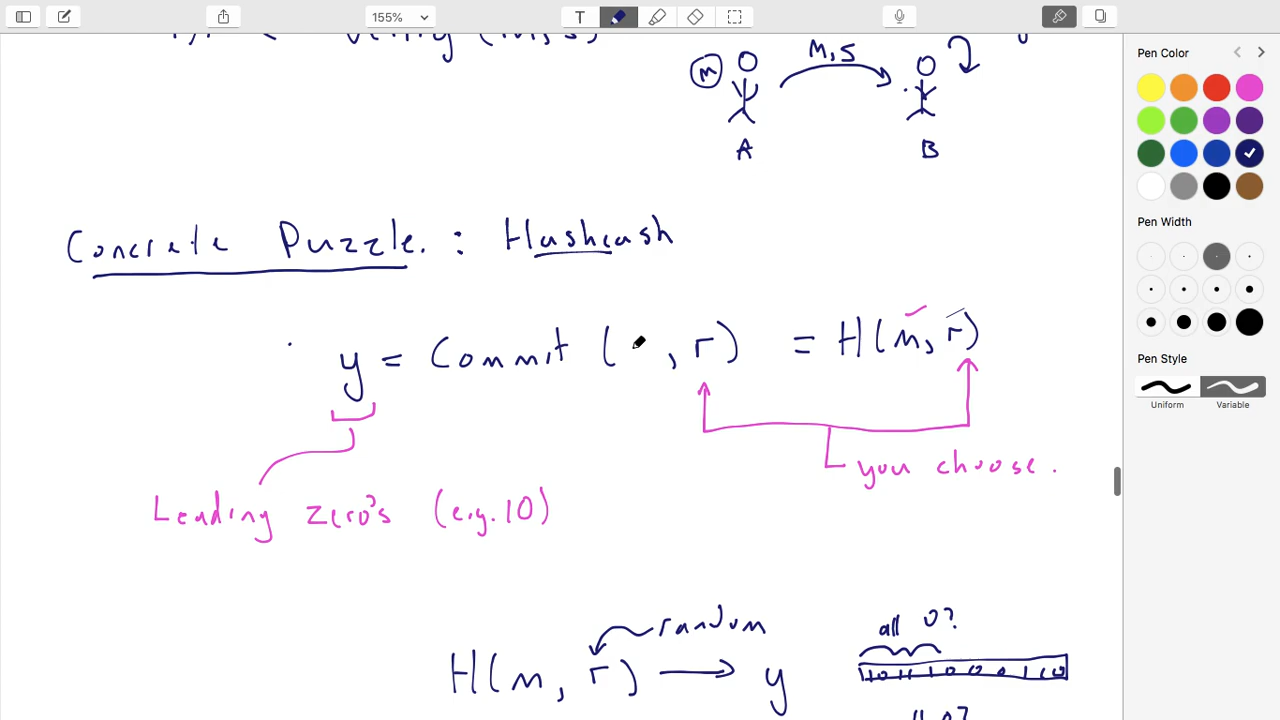 155%
T
Verify (M,S)
M
M,S
A
B
Concrete Puzzle. : Hashcash
y = Commit ( , r) = H(m, r)
you choose.
Leading zero's (e.g. 10)
random
all 0?
H(m, r) → y
Pen Color
Pen Width
Pen Style
Uniform
Variable